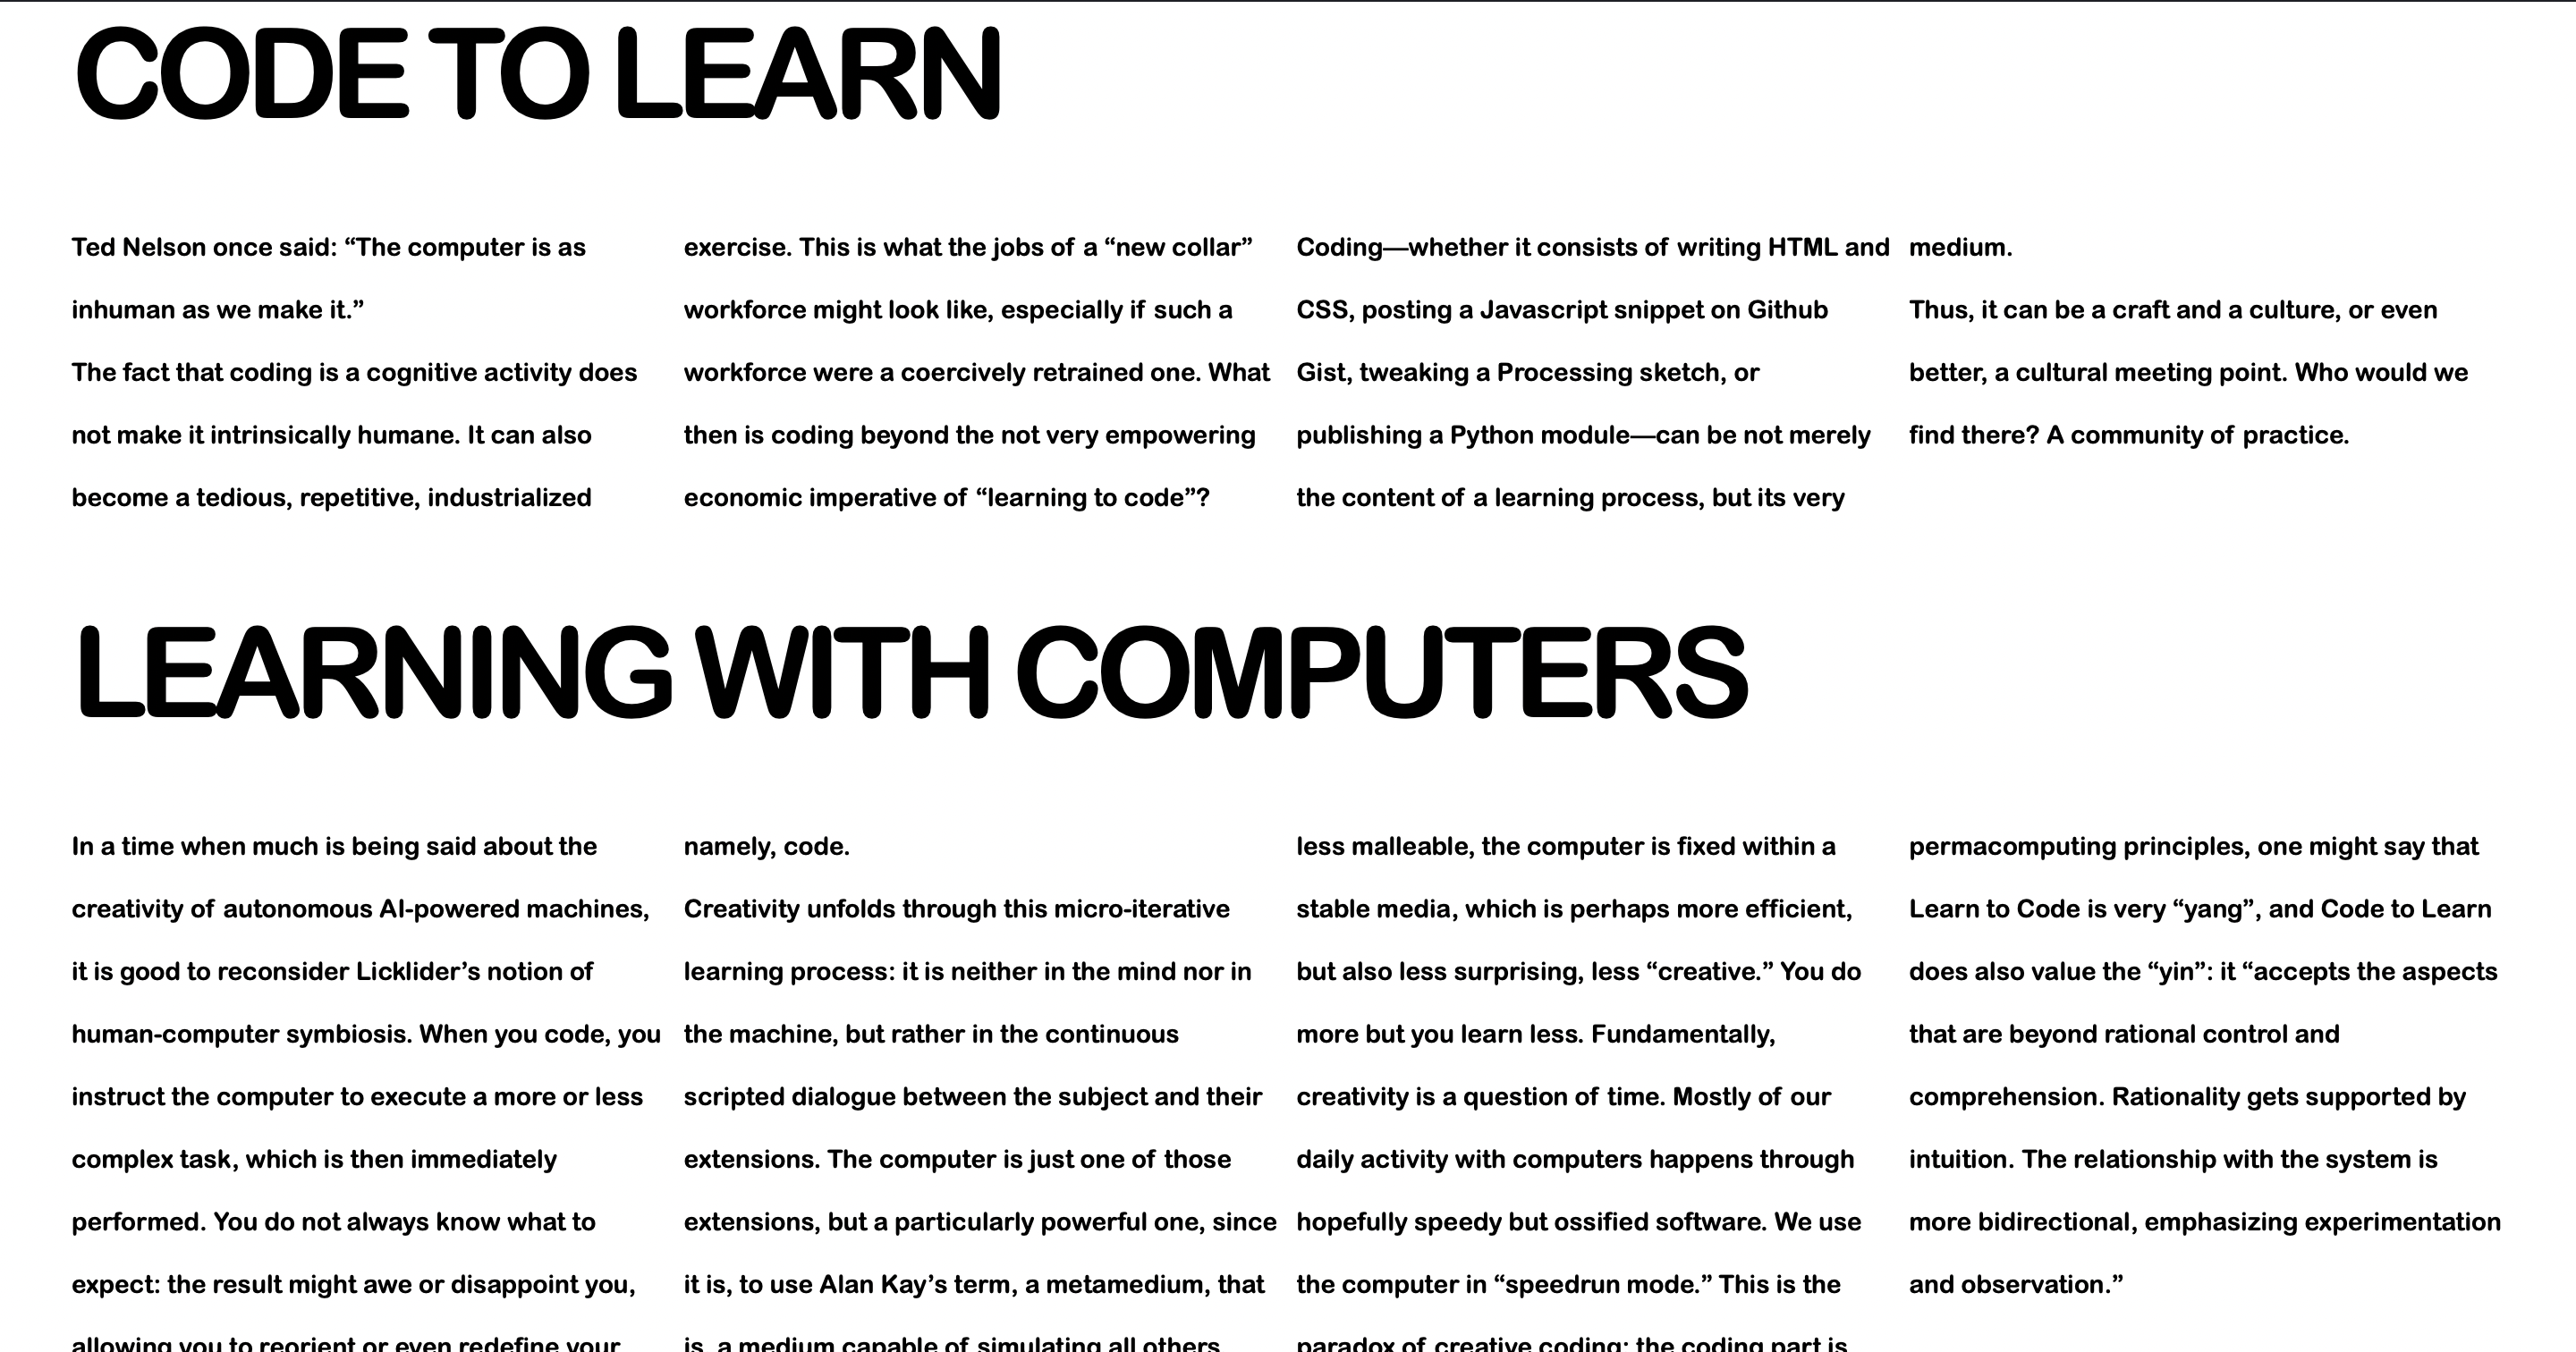 CODE TO LEARN
Ted Nelson once said: “The computer is as
inhuman as we make it.”
The fact that coding is a cognitive activity does
not make it intrinsically humane. It can also
become a tedious, repetitive, industrialized
exercise. This is what the jobs of a “new collar”
workforce might look like, especially if such a
workforce were a coercively retrained one. What
then is coding beyond the not very empowering
economic imperative of “learning to code”?
Coding—whether it consists of writing HTML and
CSS, posting a Javascript snippet on Github
Gist, tweaking a Processing sketch, or
publishing a Python module—can be not merely
the content of a learning process, but its very
medium.
Thus, it can be a craft and a culture, or even
better, a cultural meeting point. Who would we
find there? A community of practice.
LEARNING WITH COMPUTERS
In a time when much is being said about the
creativity of autonomous AI-powered machines,
it is good to reconsider Licklider’s notion of
human-computer symbiosis. When you code, you
instruct the computer to execute a more or less
complex task, which is then immediately
performed. You do not always know what to
expect: the result might awe or disappoint you,
allowing you to reorient or even redefine your
namely, code.
Creativity unfolds through this micro-iterative
learning process: it is neither in the mind nor in
the machine, but rather in the continuous
scripted dialogue between the subject and their
extensions. The computer is just one of those
extensions, but a particularly powerful one, since
it is, to use Alan Kay’s term, a metamedium, that
is, a medium capable of simulating all others
less malleable, the computer is fixed within a
stable media, which is perhaps more efficient,
but also less surprising, less “creative.” You do
more but you learn less. Fundamentally,
creativity is a question of time. Mostly of our
daily activity with computers happens through
hopefully speedy but ossified software. We use
the computer in “speedrun mode.” This is the
paradox of creative coding: the coding part is
permacomputing principles, one might say that
Learn to Code is very “yang”, and Code to Learn
does also value the “yin”: it “accepts the aspects
that are beyond rational control and
comprehension. Rationality gets supported by
intuition. The relationship with the system is
more bidirectional, emphasizing experimentation
and observation.”